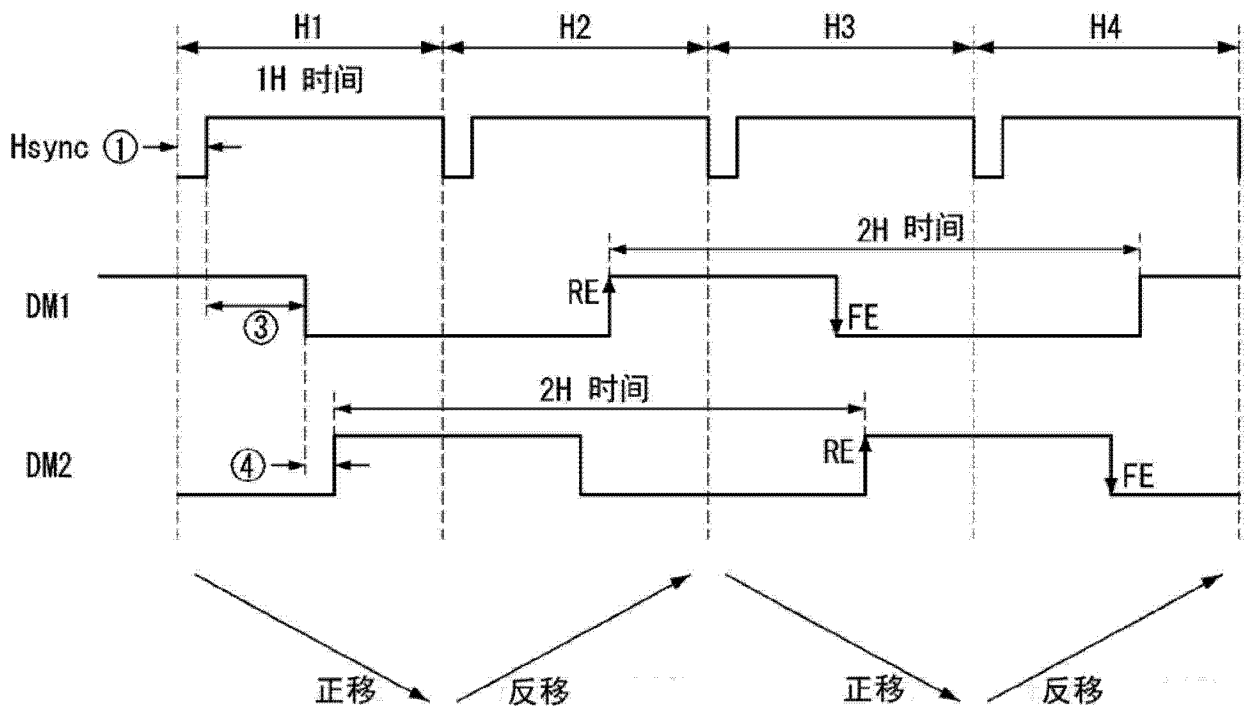 H1 H2 H3 H4
1H 时间
Hsync ①
2H 时间
DM1 ③ RE FE
2H 时间
DM2 ④ RE FE
正移 反移 正移 反移